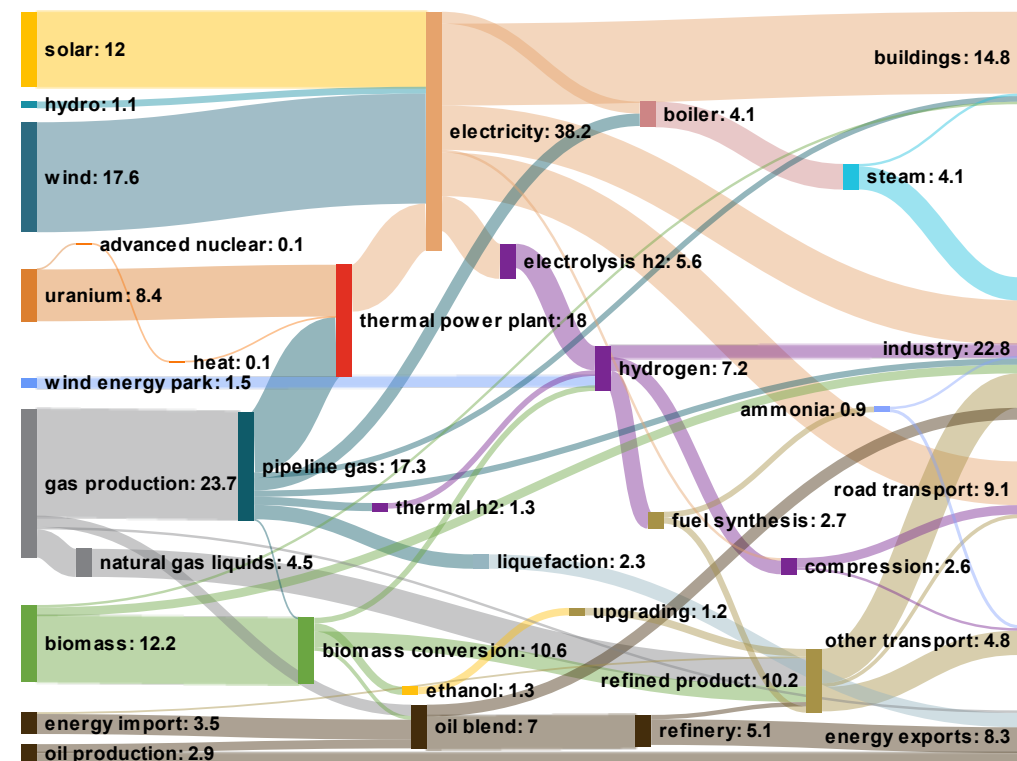 solar: 12
buildings: 14.8
hydro: 1.1
boiler: 4.1
electricity: 38.2
wind: 17.6
steam: 4.1
advanced nuclear: 0.1
electrolysis h2: 5.6
uranium: 8.4
thermal power plant: 18
industry: 22.8
heat: 0.1
hydrogen: 7.2
wind energy park: 1.5
ammonia: 0.9
pipeline gas: 17.3
gas production: 23.7
road transport: 9.1
thermal h2: 1.3
fuel synthesis: 2.7
natural gas liquids: 4.5
liquefaction: 2.3
compression: 2.6
upgrading: 1.2
other transport: 4.8
biomass: 12.2
biomass conversion: 10.6
refined product: 10.2
ethanol: 1.3
energy import: 3.5
oil blend: 7
refinery: 5.1
energy exports: 8.3
oil production: 2.9